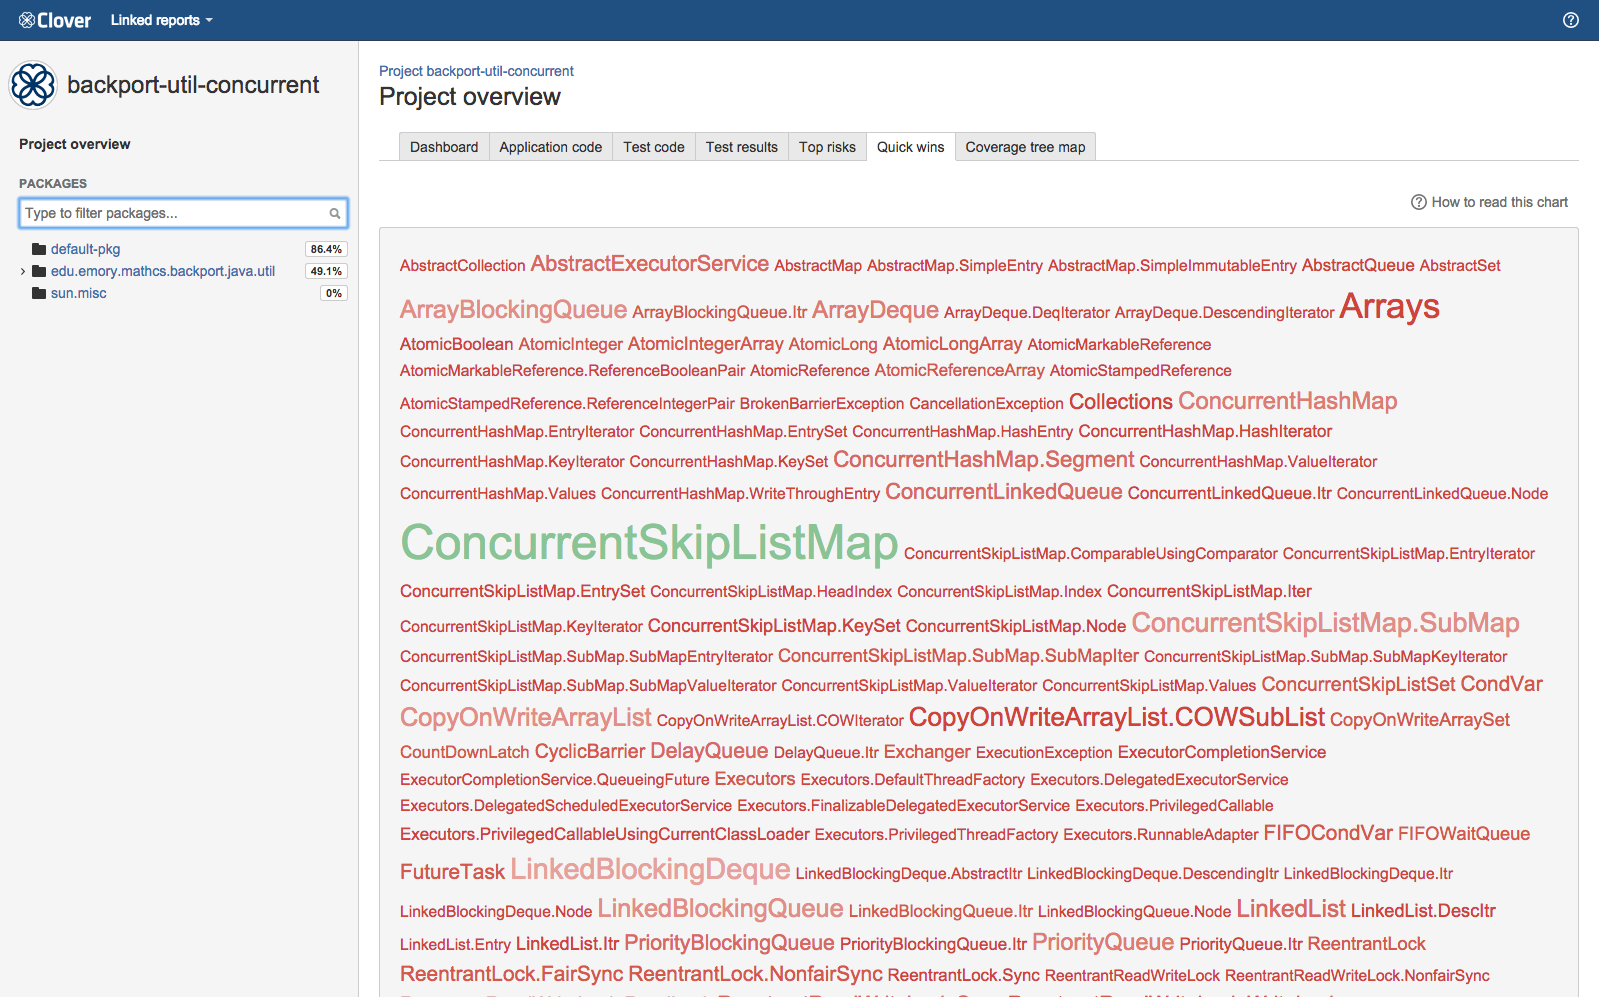 Clover Linked reports
backport-util-concurrent
Project overview
PACKAGES
Type to filter packages...
default-pkg 86.4%
edu.emory.mathcs.backport.java.util 49.1%
sun.misc 0%
Project backport-util-concurrent
Project overview
Dashboard Application code Test code Test results Top risks Quick wins Coverage tree map
How to read this chart
AbstractCollection AbstractExecutorService AbstractMap AbstractMap.SimpleEntry AbstractMap.SimpleImmutableEntry AbstractQueue AbstractSet
ArrayBlockingQueue ArrayBlockingQueue.Itr ArrayDeque ArrayDeque.DeqIterator ArrayDeque.DescendingIterator Arrays
AtomicBoolean AtomicInteger AtomicIntegerArray AtomicLong AtomicLongArray AtomicMarkableReference
AtomicMarkableReference.ReferenceBooleanPair AtomicReference AtomicReferenceArray AtomicStampedReference
AtomicStampedReference.ReferenceIntegerPair BrokenBarrierException CancellationException Collections ConcurrentHashMap
ConcurrentHashMap.EntryIterator ConcurrentHashMap.EntrySet ConcurrentHashMap.HashEntry ConcurrentHashMap.HashIterator
ConcurrentHashMap.KeyIterator ConcurrentHashMap.KeySet ConcurrentHashMap.Segment ConcurrentHashMap.ValueIterator
ConcurrentHashMap.Values ConcurrentHashMap.WriteThroughEntry ConcurrentLinkedQueue ConcurrentLinkedQueue.Itr ConcurrentLinkedQueue.Node
ConcurrentSkipListMap ConcurrentSkipListMap.ComparableUsingComparator ConcurrentSkipListMap.EntryIterator
ConcurrentSkipListMap.EntrySet ConcurrentSkipListMap.HeadIndex ConcurrentSkipListMap.Index ConcurrentSkipListMap.Iter
ConcurrentSkipListMap.KeyIterator ConcurrentSkipListMap.KeySet ConcurrentSkipListMap.Node ConcurrentSkipListMap.SubMap
ConcurrentSkipListMap.SubMap.SubMapEntryIterator ConcurrentSkipListMap.SubMap.SubMapIter ConcurrentSkipListMap.SubMap.SubMapKeyIterator
ConcurrentSkipListMap.SubMap.SubMapValueIterator ConcurrentSkipListMap.ValueIterator ConcurrentSkipListMap.Values ConcurrentSkipListSet CondVar
CopyOnWriteArrayList CopyOnWriteArrayList.COWIterator CopyOnWriteArrayList.COWSubList CopyOnWriteArraySet
CountDownLatch CyclicBarrier DelayQueue DelayQueue.Itr Exchanger ExecutionException ExecutorCompletionService
ExecutorCompletionService.QueueingFuture Executors Executors.DefaultThreadFactory Executors.DelegatedExecutorService
Executors.DelegatedScheduledExecutorService Executors.FinalizableDelegatedExecutorService Executors.PrivilegedCallable
Executors.PrivilegedCallableUsingCurrentClassLoader Executors.PrivilegedThreadFactory Executors.RunnableAdapter FIFOCondVar FIFOWaitQueue
FutureTask LinkedBlockingDeque LinkedBlockingDeque.AbstractItr LinkedBlockingDeque.DescendingItr LinkedBlockingDeque.Itr
LinkedBlockingDeque.Node LinkedBlockingQueue LinkedBlockingQueue.Itr LinkedBlockingQueue.Node LinkedList LinkedList.DescItr
LinkedList.Entry LinkedList.Itr PriorityBlockingQueue PriorityBlockingQueue.Itr PriorityQueue PriorityQueue.Itr ReentrantLock
ReentrantLock.FairSync ReentrantLock.NonfairSync ReentrantLock.Sync ReentrantReadWriteLock ReentrantReadWriteLock.NonfairSync